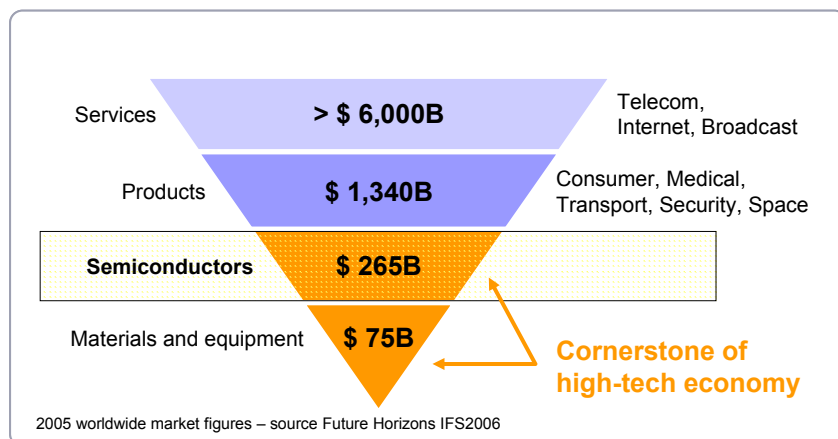 Services
> $ 6,000B
Telecom,
Internet, Broadcast
Products
$ 1,340B
Consumer, Medical,
Transport, Security, Space
Semiconductors
$ 265B
Materials and equipment
$ 75B
Cornerstone of
high-tech economy
2005 worldwide market figures – source Future Horizons IFS2006